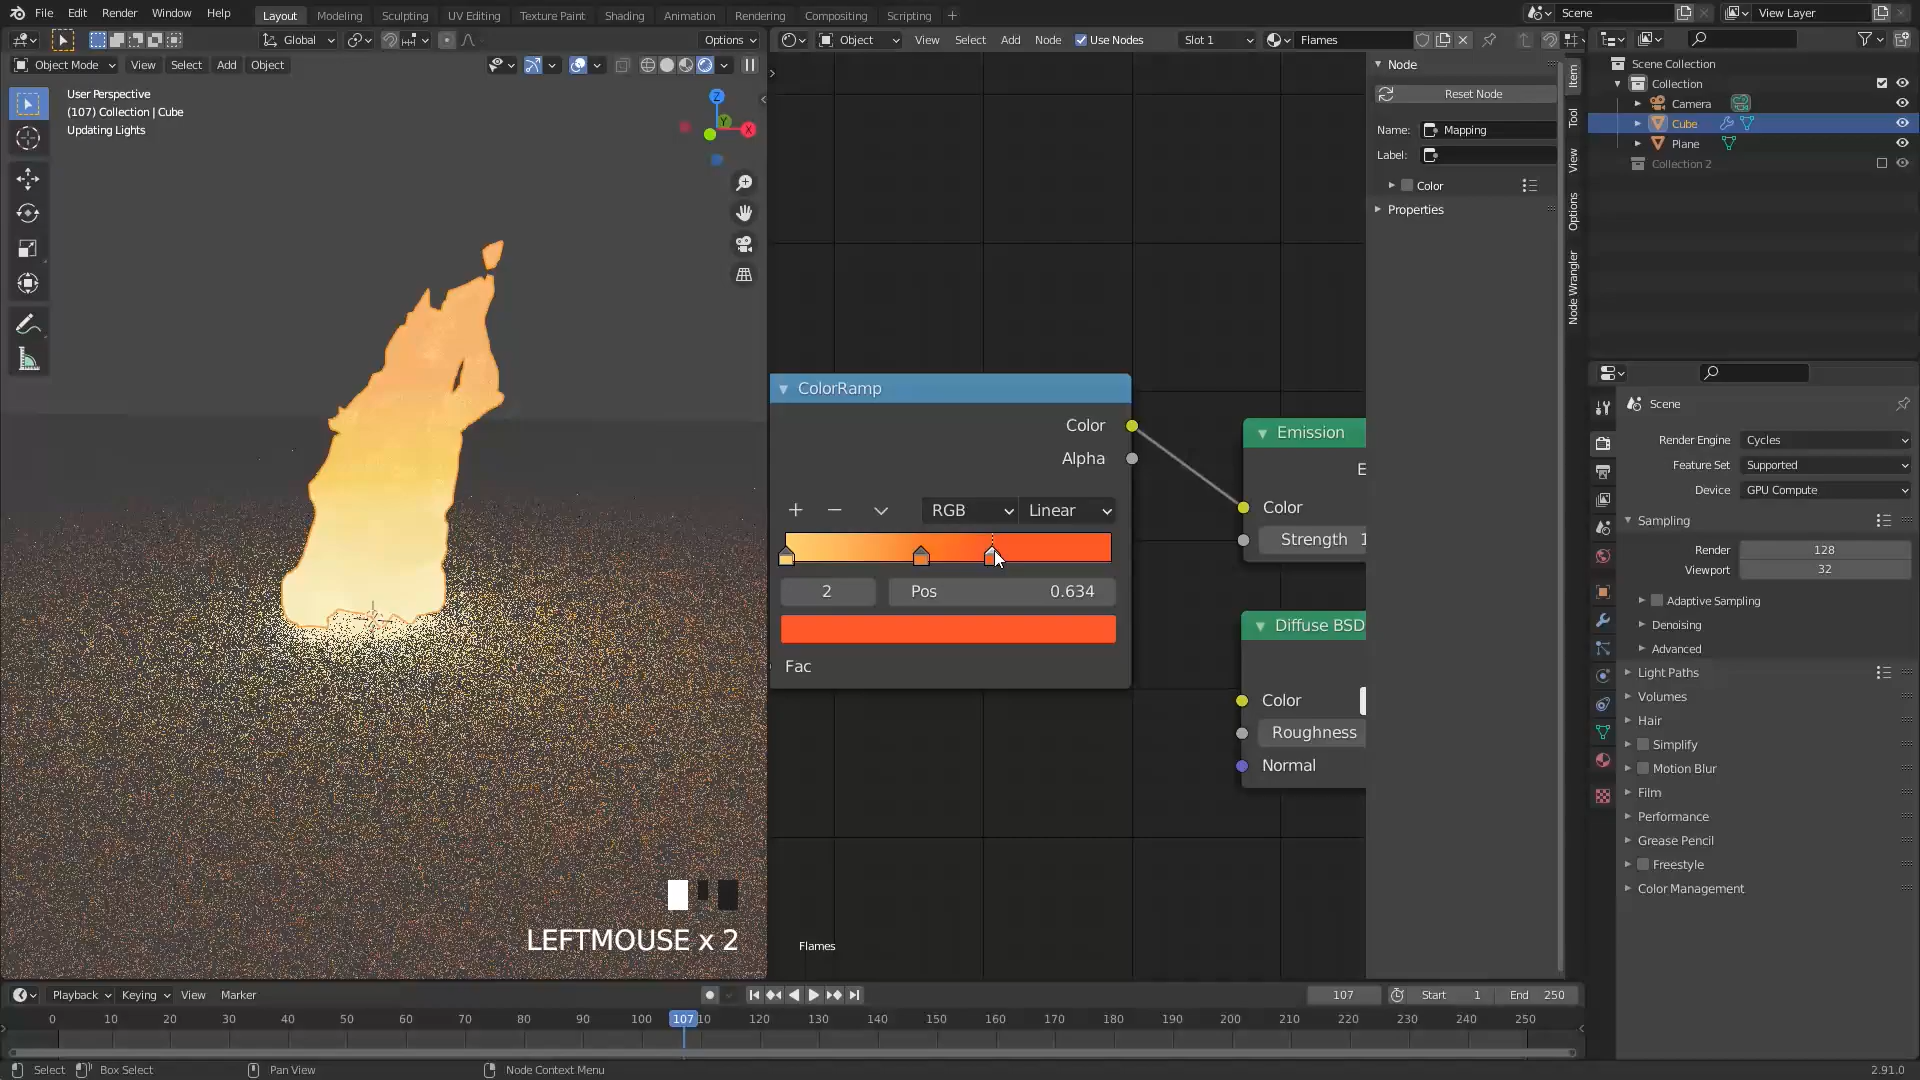 File Edit Render Window Help
Layout Modeling Sculpting UV Editing Texture Paint Shading Animation Rendering Compositing Scripting
Scene
View Layer
Global
Options
Object
View Select Add Node
Use Nodes
Slot 1
Flames
Object Mode
View Select Add Object
User Perspective
(107) Collection | Cube
Updating Lights
Z
Y
X
ColorRamp
Color
Alpha
RGB
Linear
2
Pos 0.634
Fac
Emission
E
Color
Strength 1
Diffuse BSD
Color
Roughness
Normal
Flames
LEFTMOUSE x 2
Node
Reset Node
Name: Mapping
Label:
Color
Properties
Item
Tool
View
Options
Node Wrangler
Scene Collection
Collection
Camera
Cube
Plane
Collection 2
Scene
Render Engine Cycles
Feature Set Supported
Device GPU Compute
Sampling
Render 128
Viewport 32
Adaptive Sampling
Denoising
Advanced
Light Paths
Volumes
Hair
Simplify
Motion Blur
Film
Performance
Grease Pencil
Freestyle
Color Management
Playback Keying View Marker
107
Start 1
End 250
0 10 20 30 40 50 60 70 80 90 100 107 10 120 130 140 150 160 170 180 190 200 210 220 230 240 250
Select
Box Select
Pan View
Node Context Menu
2.91.0